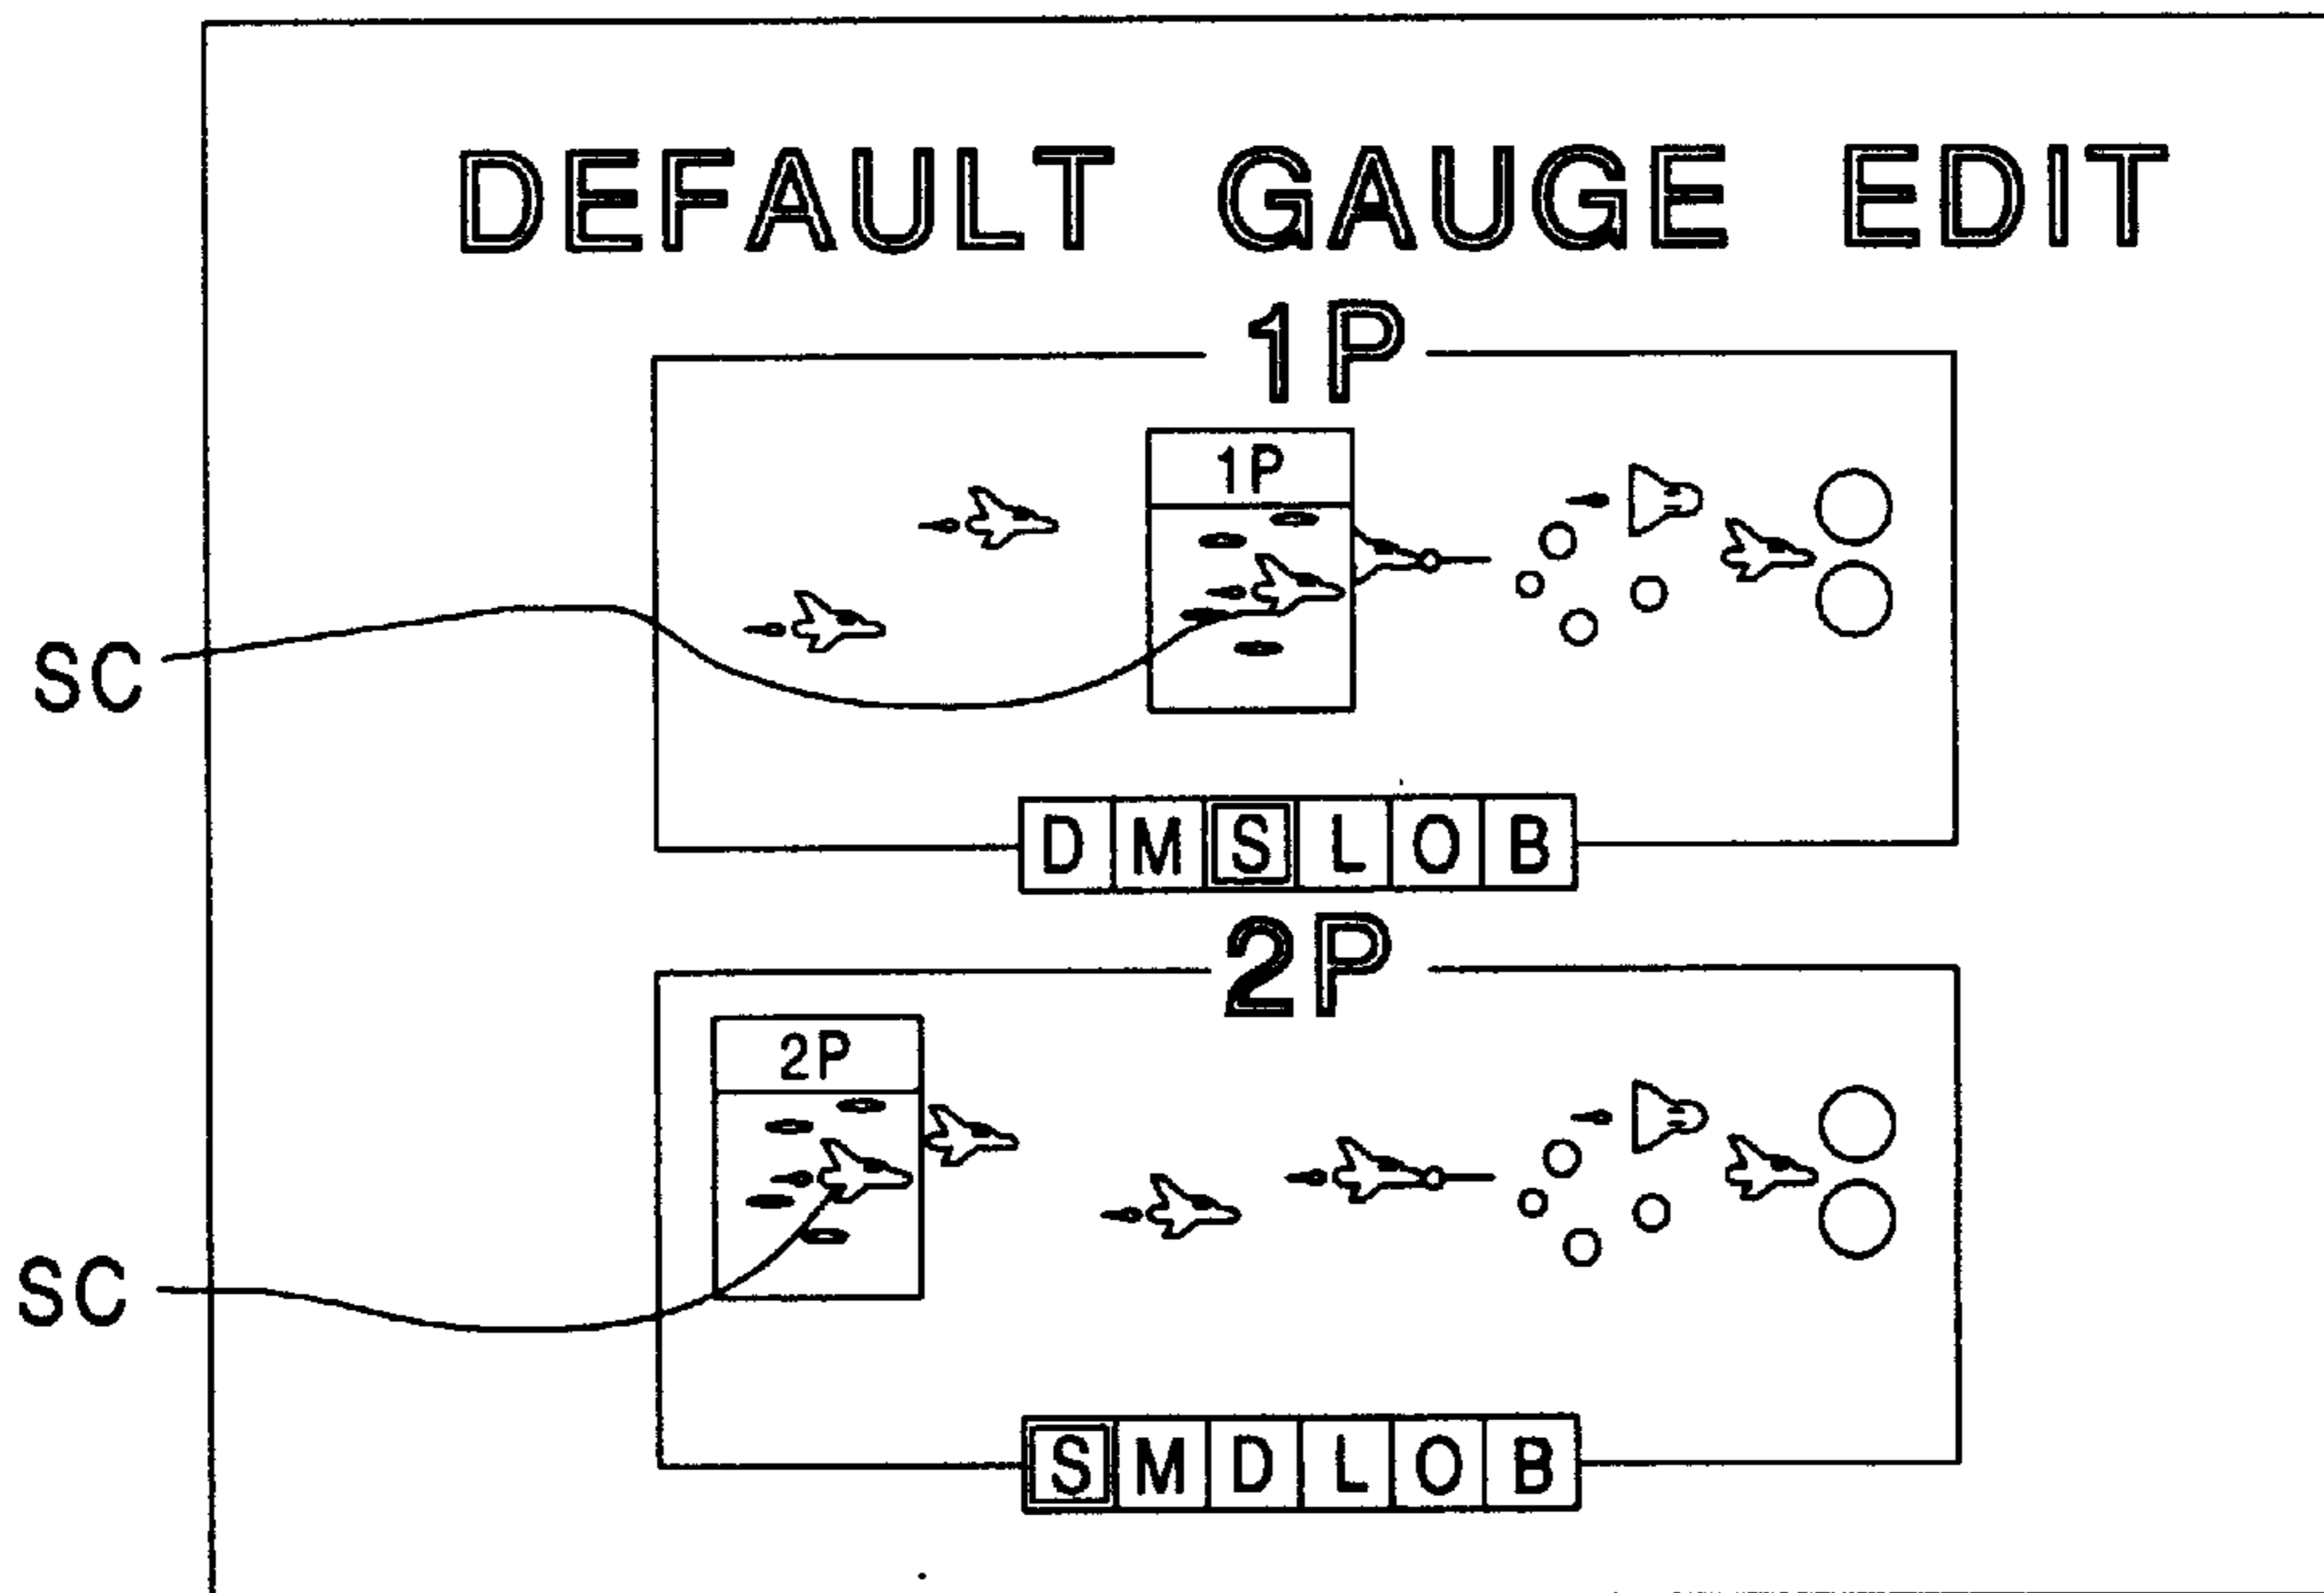 DEFAULT GAUGE EDIT
1P
1P
SC
D M S L O B
2P
2P
SC
S M D L O B